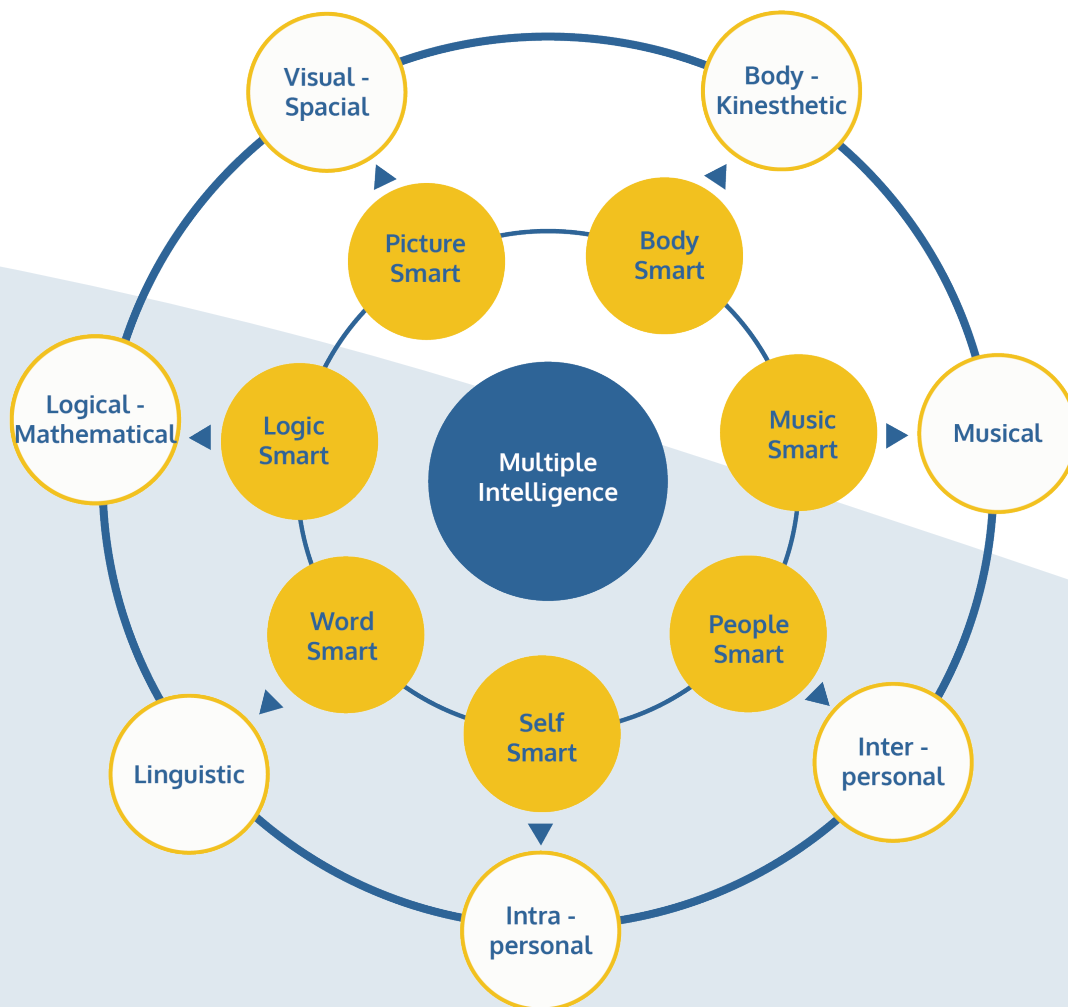 Visual -
Spacial
Body -
Kinesthetic
Picture
Smart
Body
Smart
Logical -
Mathematical
Logic
Smart
Multiple
Intelligence
Music
Smart
Musical
Word
Smart
People
Smart
Self
Smart
Linguistic
Inter -
personal
Intra -
personal